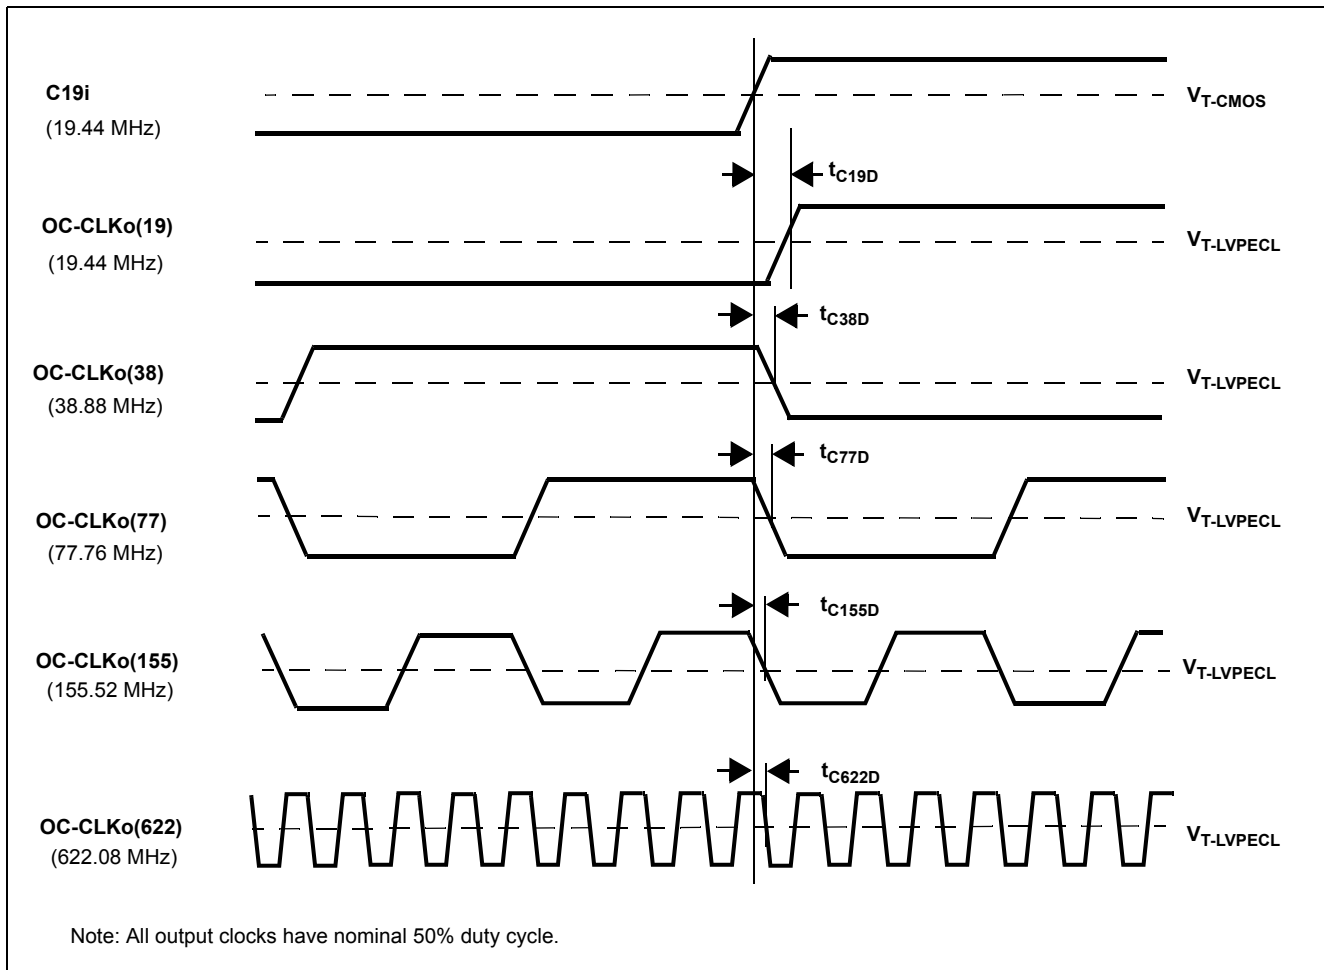 C19i
(19.44 MHz)
VT-CMOS
tC19D
OC-CLKo(19)
(19.44 MHz)
VT-LVPECL
tC38D
OC-CLKo(38)
(38.88 MHz)
VT-LVPECL
tC77D
OC-CLKo(77)
(77.76 MHz)
VT-LVPECL
tC155D
OC-CLKo(155)
(155.52 MHz)
VT-LVPECL
tC622D
OC-CLKo(622)
(622.08 MHz)
VT-LVPECL
Note: All output clocks have nominal 50% duty cycle.